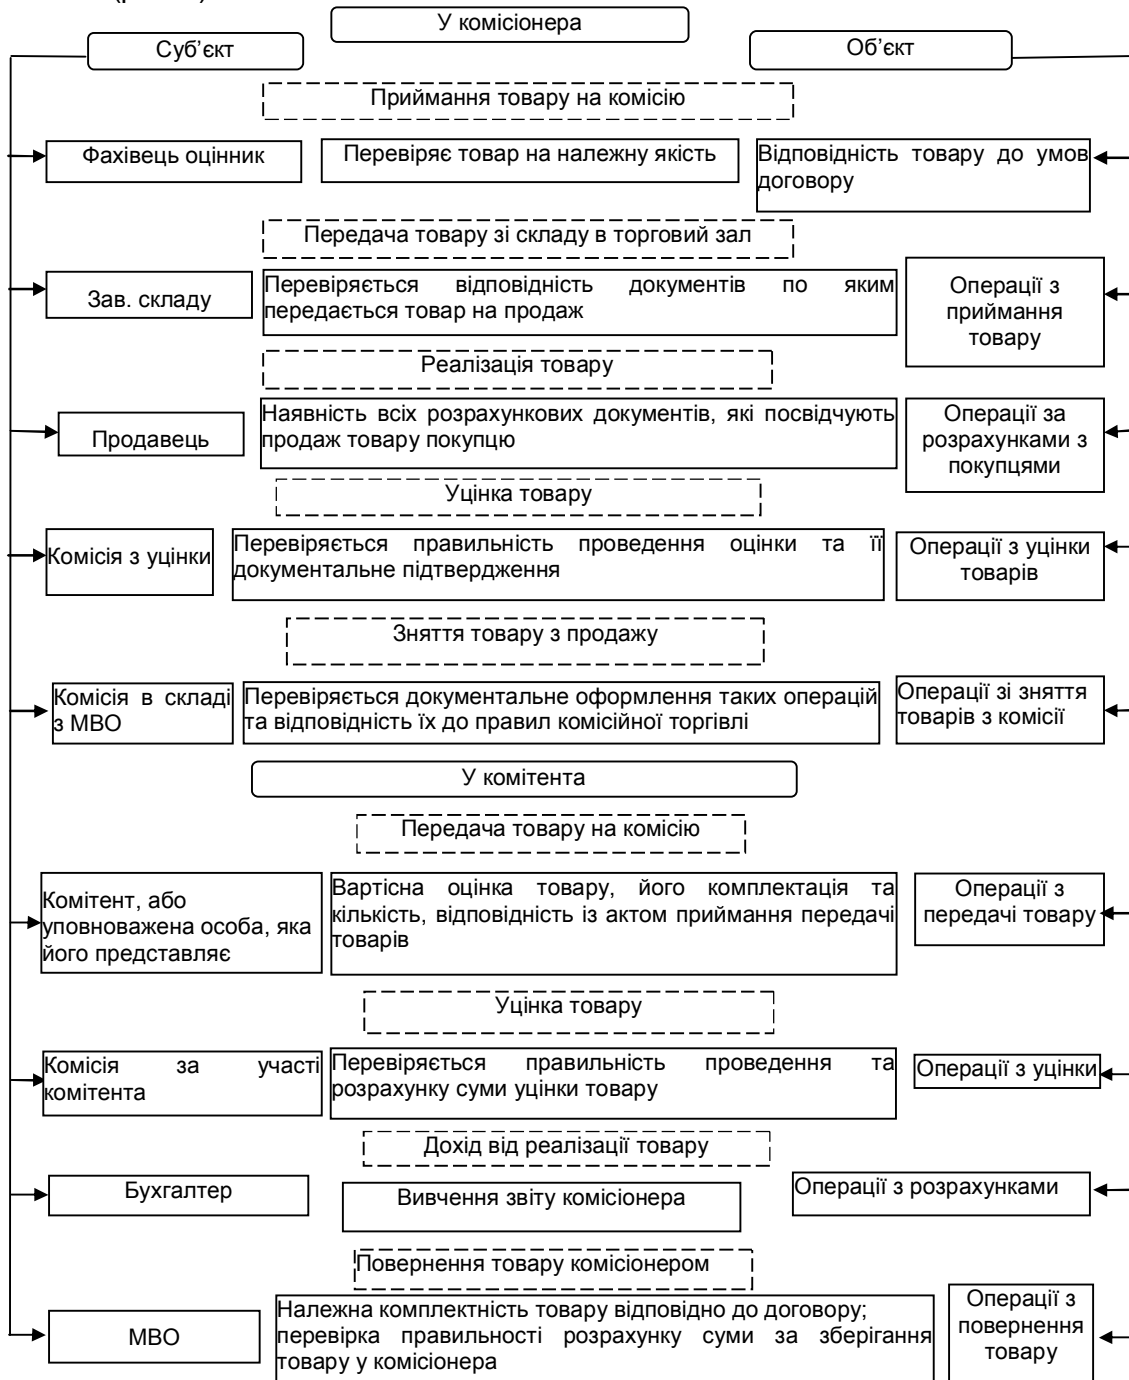 У комісіонера
Суб’єкт
Об’єкт
Приймання товару на комісію
Фахівець оцінник
Перевіряє товар на належну якість
Відповідність товару до умов
договору
Передача товару зі складу в торговий зал
Зав. складу
Перевіряється відповідність документів по яким
передається товар на продаж
Операції з
приймання
товару
Реалізація товару
Продавець
Наявність всіх розрахункових документів, які посвідчують
продаж товару покупцю
Операції за
розрахунками з
покупцями
Уцінка товару
Комісія з уцінки
Перевіряється правильність проведення оцінки та її
документальне підтвердження
Операції з уцінки
товарів
Зняття товару з продажу
Комісія в складі
з МВО
Перевіряється документальне оформлення таких операцій
та відповідність їх до правил комісійної торгівлі
Операції зі зняття
товарів з комісії
У комітента
Передача товару на комісію
Комітент, або
уповноважена особа, яка
його представляє
Вартісна оцінка товару, його комплектація та
кількість, відповідність із актом приймання передачі
товарів
Операції з
передачі товару
Уцінка товару
Комісія за участі
комітента
Перевіряється правильність проведення та
розрахунку суми уцінки товару
Операції з уцінки
Дохід від реалізації товару
Бухгалтер
Вивчення звіту комісіонера
Операції з розрахунками
Повернення товару комісіонером
МВО
Належна комплектність товару відповідно до договору;
перевірка правильності розрахунку суми за зберігання
товару у комісіонера
Операції з
повернення
товару